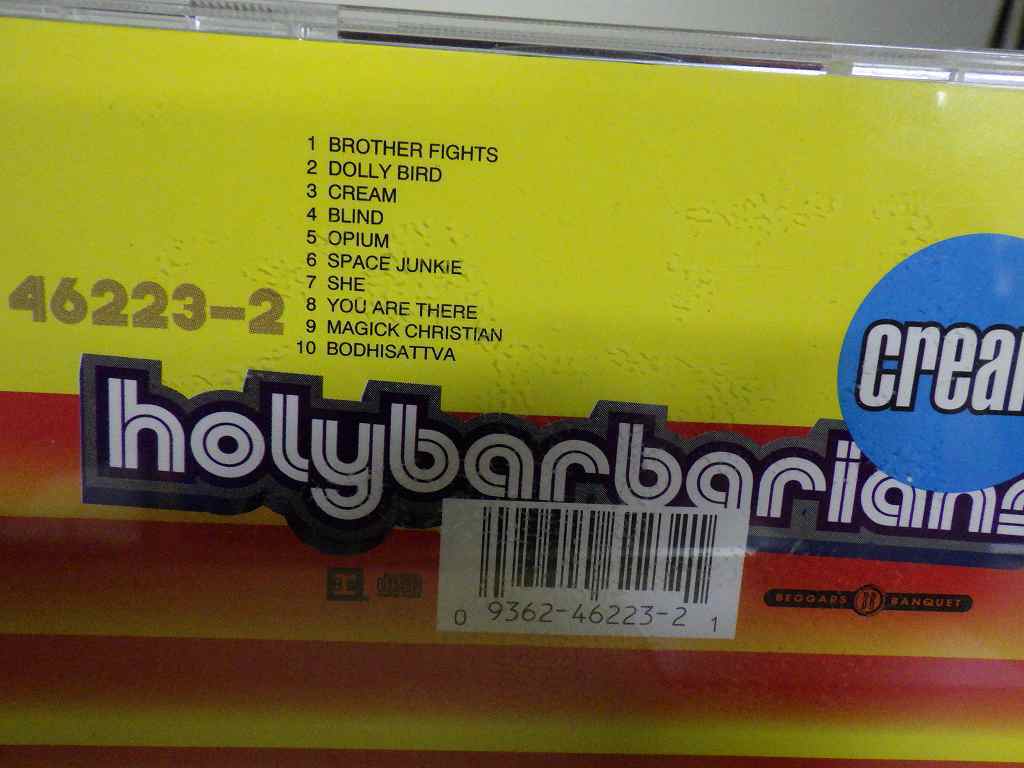 1 BROTHER FIGHTS
2 DOLLY BIRD
3 CREAM
4 BLIND
5 OPIUM
6 SPACE JUNKIE
7 SHE
8 YOU ARE THERE
9 MAGICK CHRISTIAN
10 BODHISATTVA
46223-2
crea
holybarbarians
0 9362-46223-2 1
BEGGARS BANQUET